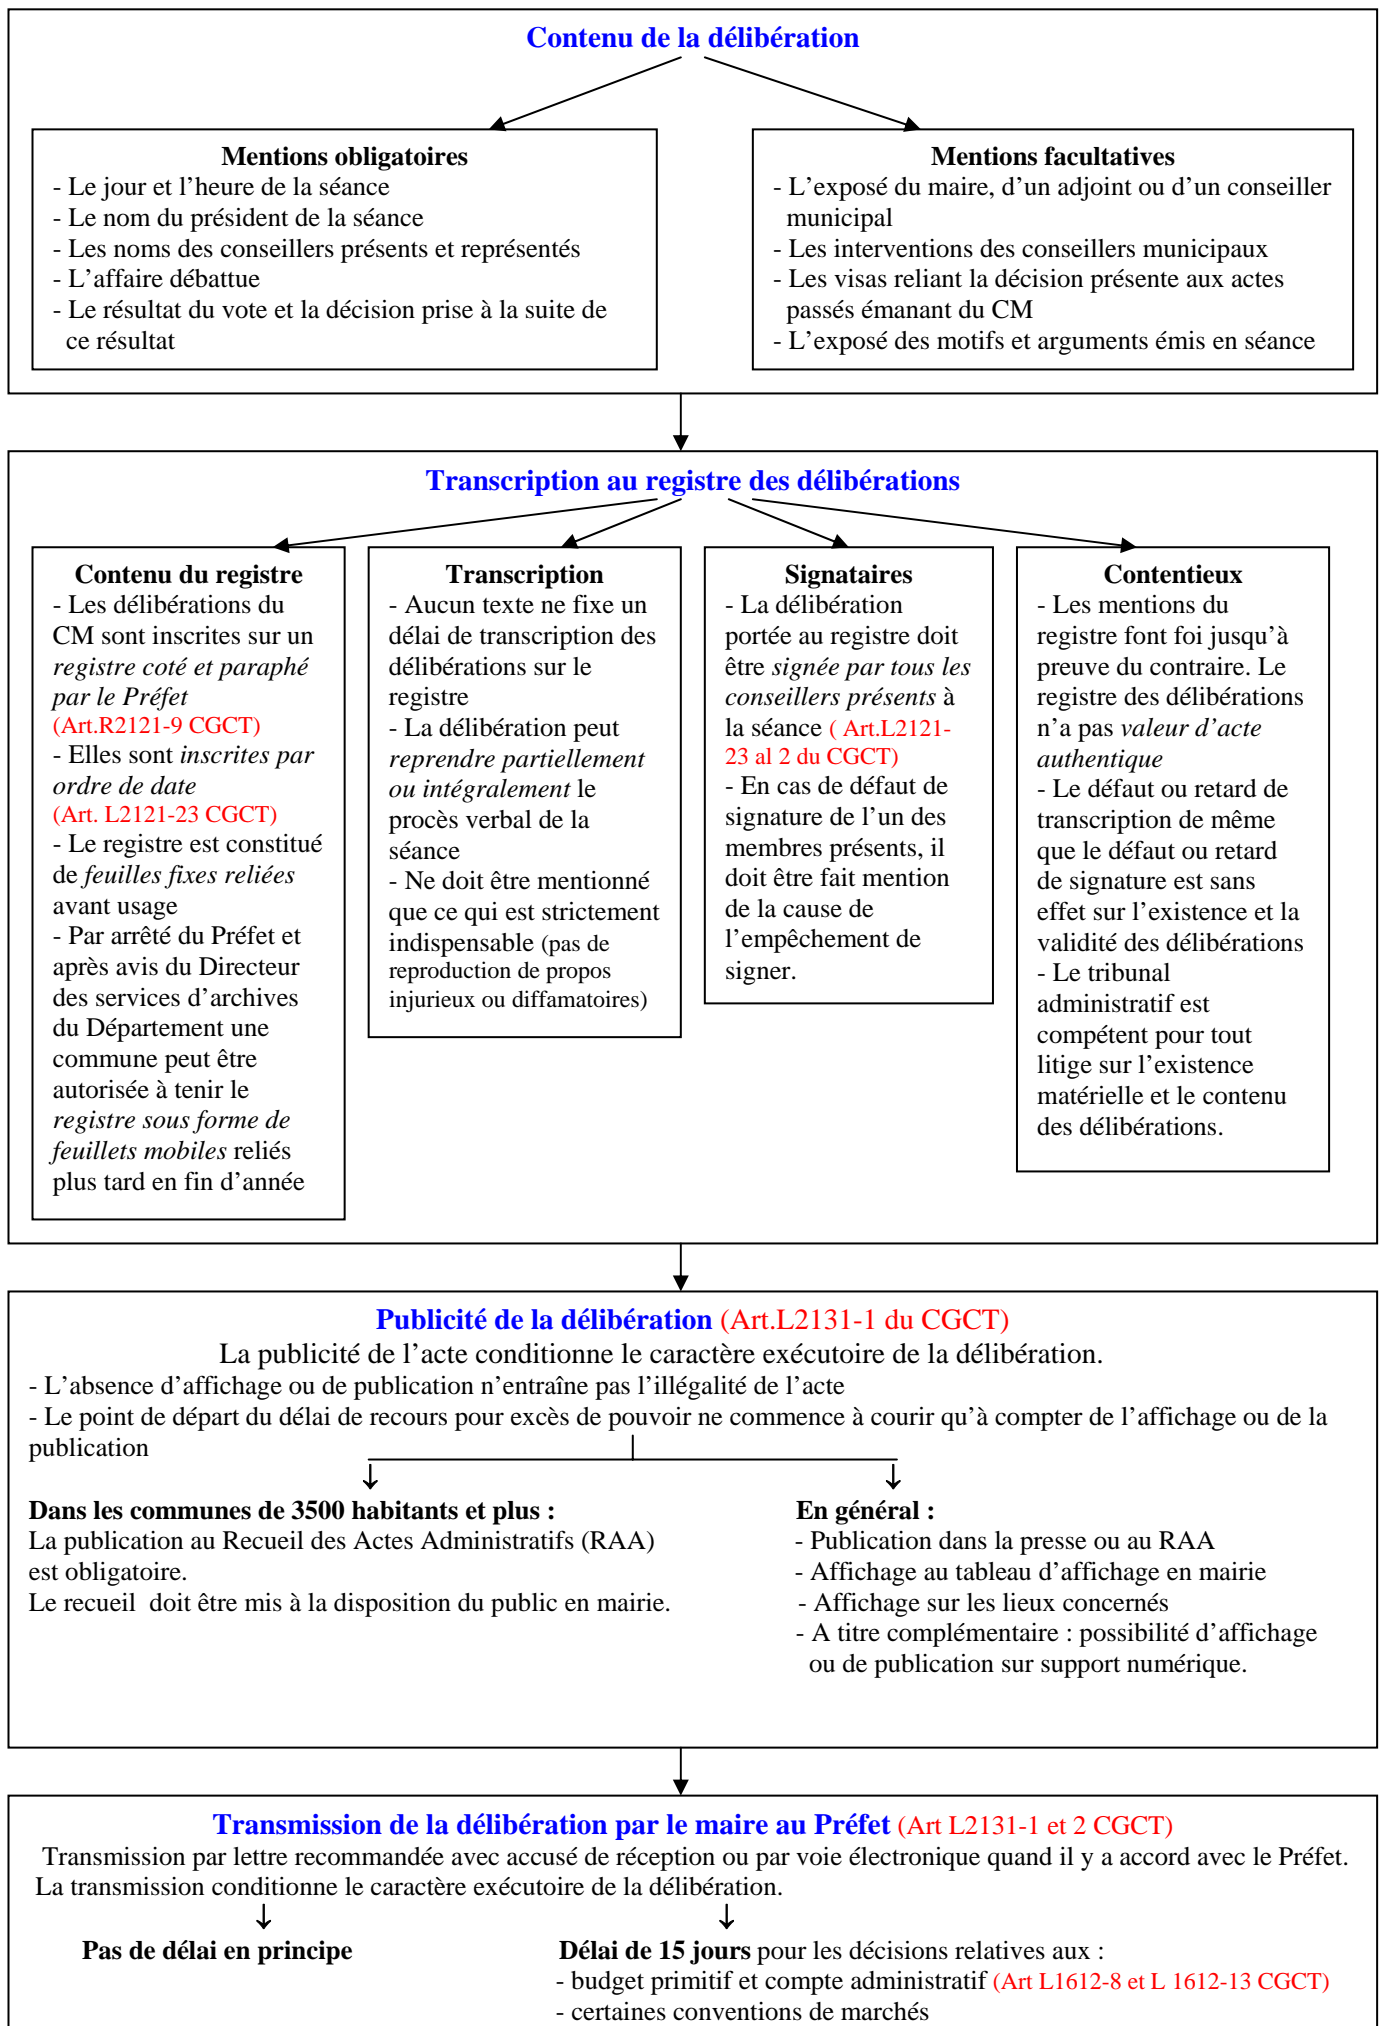 Contenu de la délibération
Mentions obligatoires
- Le jour et l’heure de la séance
- Le nom du président de la séance
- Les noms des conseillers présents et représentés
- L’affaire débattue
- Le résultat du vote et la décision prise à la suite de
ce résultat
Mentions facultatives
- L’exposé du maire, d’un adjoint ou d’un conseiller
municipal
- Les interventions des conseillers municipaux
- Les visas reliant la décision présente aux actes
passés émanant du CM
- L’exposé des motifs et arguments émis en séance
Transcription au registre des délibérations
Contenu du registre
- Les délibérations du
CM sont inscrites sur un
registre coté et paraphé
par le Préfet
(Art.R2121-9 CGCT)
- Elles sont inscrites par
ordre de date
(Art. L2121-23 CGCT)
- Le registre est constitué
de feuilles fixes reliées
avant usage
- Par arrêté du Préfet et
après avis du Directeur
des services d’archives
du Département une
commune peut être
autorisée à tenir le
registre sous forme de
feuillets mobiles reliés
plus tard en fin d’année
Transcription
- Aucun texte ne fixe un
délai de transcription des
délibérations sur le
registre
- La délibération peut
reprendre partiellement
ou intégralement le
procès verbal de la
séance
- Ne doit être mentionné
que ce qui est strictement
indispensable (pas de
reproduction de propos
injurieux ou diffamatoires)
Signataires
- La délibération
portée au registre doit
être signée par tous les
conseillers présents à
la séance ( Art.L2121-
23 al 2 du CGCT)
- En cas de défaut de
signature de l’un des
membres présents, il
doit être fait mention
de la cause de
l’empêchement de
signer.
Contentieux
- Les mentions du
registre font foi jusqu’à
preuve du contraire. Le
registre des délibérations
n’a pas valeur d’acte
authentique
- Le défaut ou retard de
transcription de même
que le défaut ou retard
de signature est sans
effet sur l’existence et la
validité des délibérations
- Le tribunal
administratif est
compétent pour tout
litige sur l’existence
matérielle et le contenu
des délibérations.
Publicité de la délibération (Art.L2131-1 du CGCT)
La publicité de l’acte conditionne le caractère exécutoire de la délibération.
- L’absence d’affichage ou de publication n’entraîne pas l’illégalité de l’acte
- Le point de départ du délai de recours pour excès de pouvoir ne commence à courir qu’à compter de l’affichage ou de la
publication
Dans les communes de 3500 habitants et plus :
La publication au Recueil des Actes Administratifs (RAA)
est obligatoire.
Le recueil doit être mis à la disposition du public en mairie.
En général :
- Publication dans la presse ou au RAA
- Affichage au tableau d’affichage en mairie
- Affichage sur les lieux concernés
- A titre complémentaire : possibilité d’affichage
ou de publication sur support numérique.
Transmission de la délibération par le maire au Préfet (Art L2131-1 et 2 CGCT)
Transmission par lettre recommandée avec accusé de réception ou par voie électronique quand il y a accord avec le Préfet.
La transmission conditionne le caractère exécutoire de la délibération.
Pas de délai en principe
Délai de 15 jours pour les décisions relatives aux :
- budget primitif et compte administratif (Art L1612-8 et L 1612-13 CGCT)
- certaines conventions de marchés